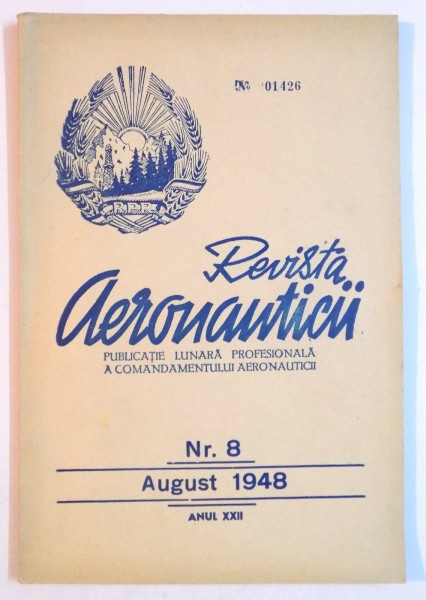 № 01426
R.P.R.
Revista
Aeronauticii
PUBLICAȚIE LUNARĂ PROFESIONALĂ
A COMANDAMENTULUI AERONAUTICII
Nr. 8
August 1948
ANUL XXII